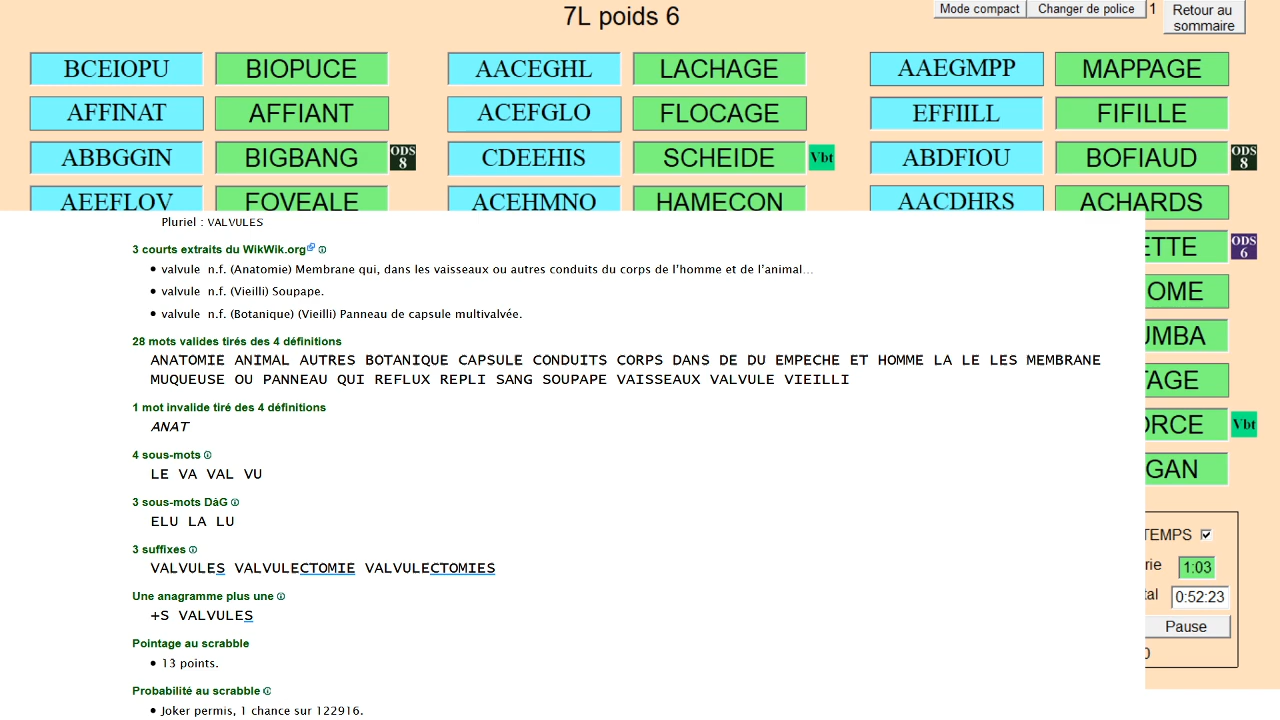 7L poids 6
Mode compact Changer de police 1 Retour au sommaire
BCEIOPU BIOPUCE AACEGHL LACHAGE AAEGMPP MAPPAGE
AFFINAT AFFIANT ACEFGLO FLOCAGE EFFIILL FIFILLE
ABBGGIN BIGBANG ODS 8 CDEEHIS SCHEIDE Vbt ABDFIOU BOFIAUD ODS 8
AEEFLOV FOVEALE ACEHMNO HAMECON AACDHRS ACHARDS
Pluriel : VALVULES
ETTE ODS 6
3 courts extraits du WikWik.org
• valvule n.f. (Anatomie) Membrane qui, dans les vaisseaux ou autres conduits du corps de l'homme et de l'animal…
• valvule n.f. (Vieilli) Soupape.
OME
• valvule n.f. (Botanique) (Vieilli) Panneau de capsule multivalvée.
28 mots valides tirés des 4 définitions
UMBA
ANATOMIE ANIMAL AUTRES BOTANIQUE CAPSULE CONDUITS CORPS DANS DE DU EMPECHE ET HOMME LA LE LES MEMBRANE
MUQUEUSE OU PANNEAU QUI REFLUX REPLI SANG SOUPAPE VAISSEAUX VALVULE VIEILLI
TAGE
1 mot invalide tiré des 4 définitions
ANAT
ORCE Vbt
4 sous-mots
LE VA VAL VU
GAN
3 sous-mots DàG
ELU LA LU
TEMPS
3 suffixes
VALVULES VALVULECTOMIE VALVULECTOMIES
rie 1:03
Une anagramme plus une
tal 0:52:23
+S VALVULES
Pause
Pointage au scrabble
• 13 points.
Probabilité au scrabble
• Joker permis, 1 chance sur 122916.